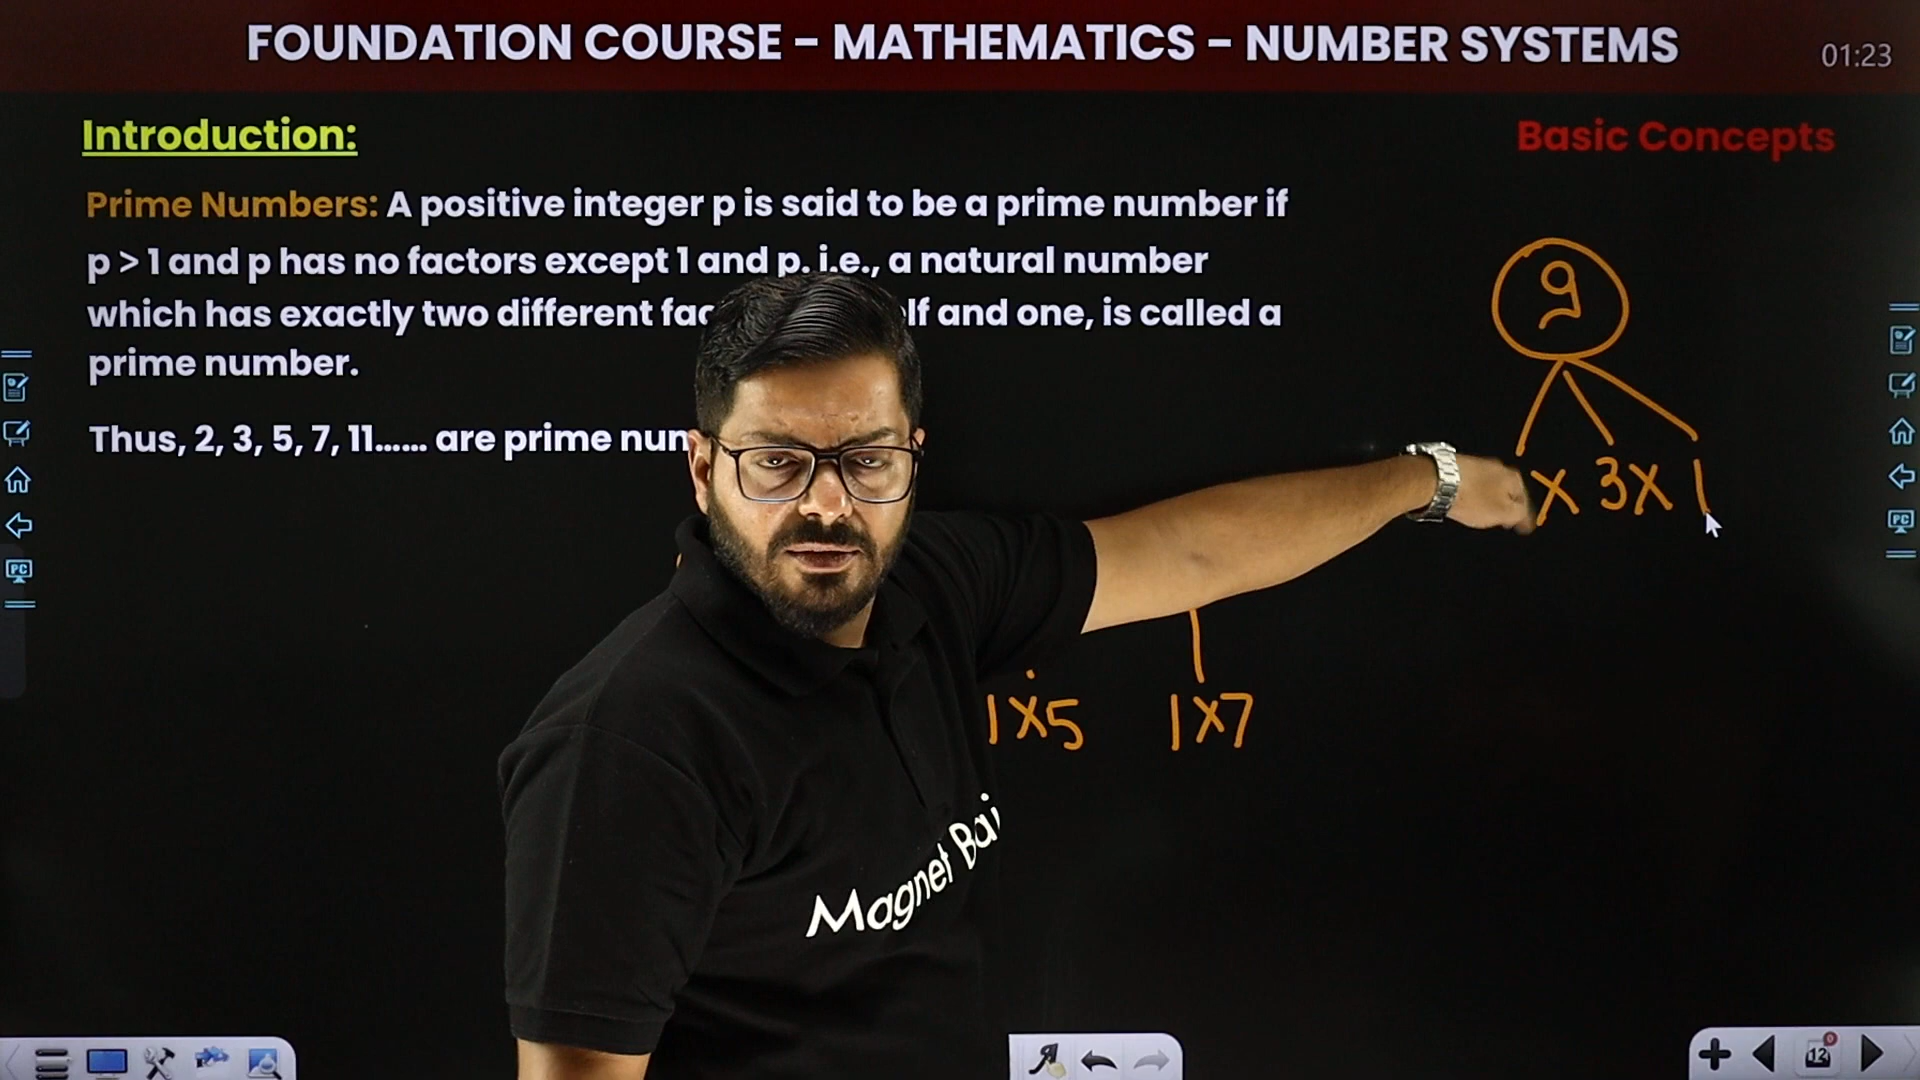 FOUNDATION COURSE - MATHEMATICS - NUMBER SYSTEMS
01:23
Introduction:
Basic Concepts
Prime Numbers: A positive integer p is said to be a prime number if
p > 1 and p has no factors except 1 and p. i.e., a natural number
which has exactly two different lf and one, is called a
prime number.
Thus, 2, 3, 5, 7, 11...... are prime
9
x 3x 1
1x5 1x7
Magnet
PC
PC
12